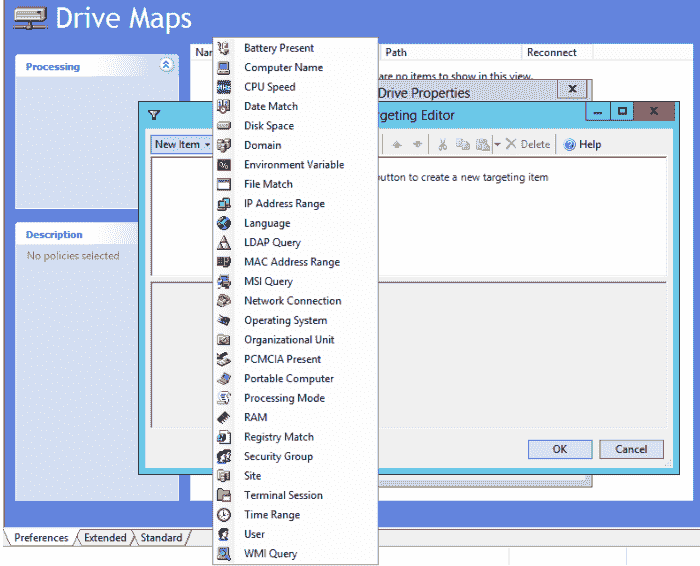 Drive Maps
Processing
Na
Path
Reconnect
are no items to show in this view.
Drive Properties
rgeting Editor
New Item
Delete
Help
button to create a new targeting item
Description
No policies selected
Battery Present
Computer Name
CPU Speed
Date Match
Disk Space
Domain
Environment Variable
File Match
IP Address Range
Language
LDAP Query
MAC Address Range
MSI Query
Network Connection
Operating System
Organizational Unit
PCMCIA Present
Portable Computer
Processing Mode
RAM
Registry Match
Security Group
Site
Terminal Session
Time Range
User
WMI Query
OK
Cancel
Preferences
Extended
Standard